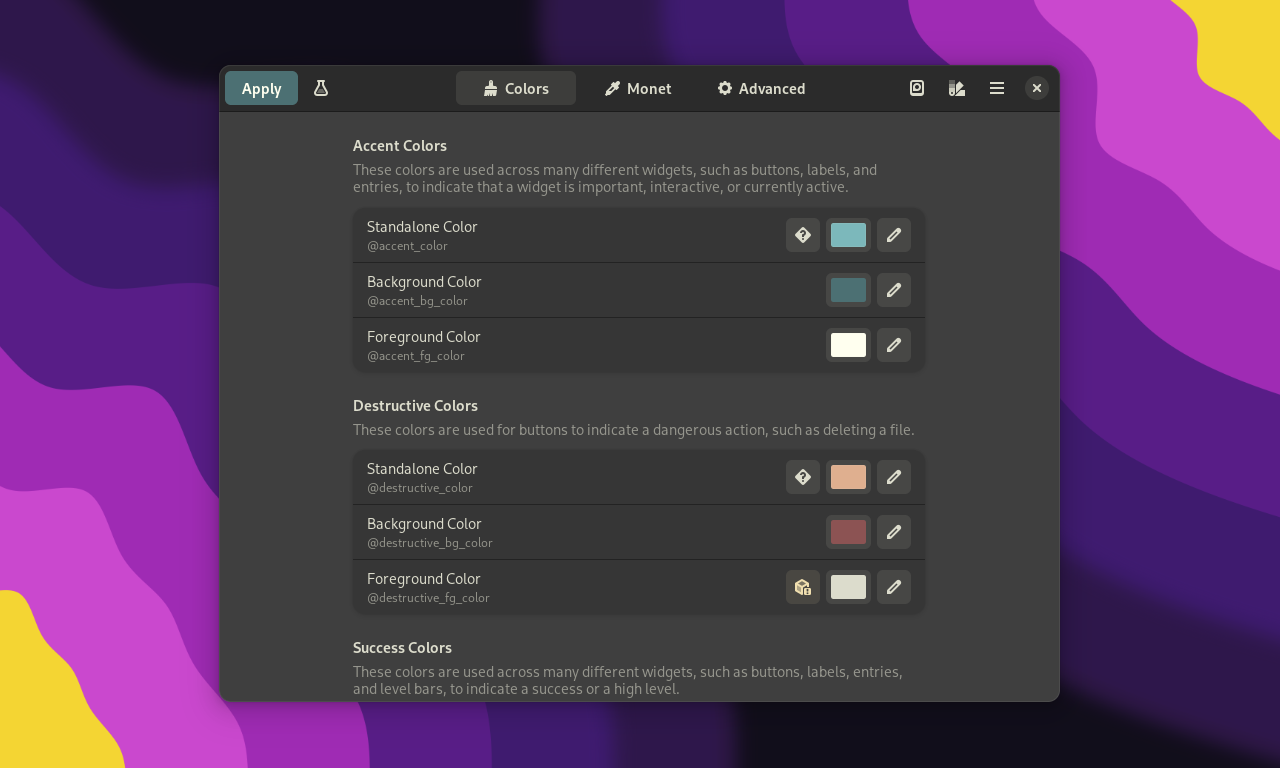 Apply
Colors
Monet
Advanced
Accent Colors
These colors are used across many different widgets, such as buttons, labels, and
entries, to indicate that a widget is important, interactive, or currently active.
Standalone Color
@accent_color
Background Color
@accent_bg_color
Foreground Color
@accent_fg_color
Destructive Colors
These colors are used for buttons to indicate a dangerous action, such as deleting a file.
Standalone Color
@destructive_color
Background Color
@destructive_bg_color
Foreground Color
@destructive_fg_color
Success Colors
These colors are used across many different widgets, such as buttons, labels, entries,
and level bars, to indicate a success or a high level.